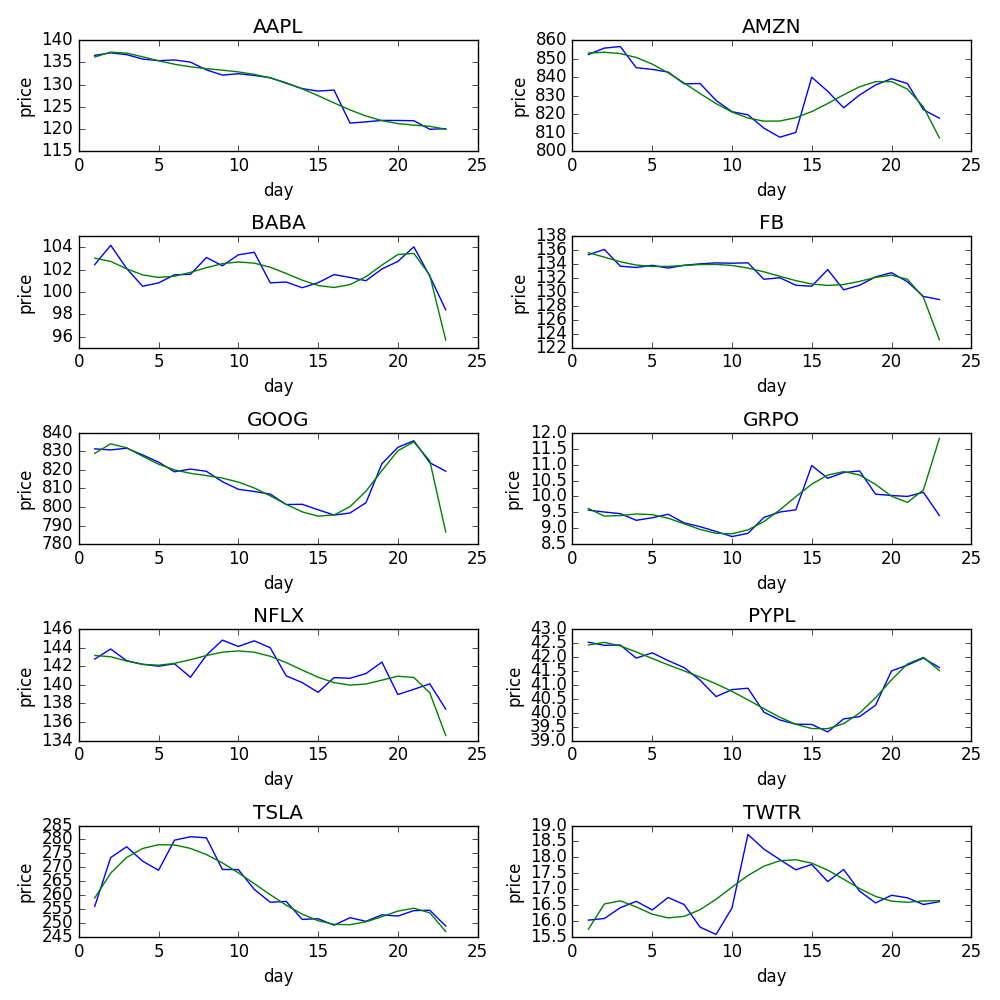 AAPL
price
140
135
130
125
120
115
0 5 10 15 20 25
day
AMZN
price
860
850
840
830
820
810
800
0 5 10 15 20 25
day
BABA
price
104
102
100
98
96
0 5 10 15 20 25
day
FB
price
138
136
134
132
130
128
126
124
122
0 5 10 15 20 25
day
GOOG
price
840
830
820
810
800
790
780
0 5 10 15 20 25
day
GRPO
price
12.0
11.5
11.0
10.5
10.0
9.5
9.0
8.5
0 5 10 15 20 25
day
NFLX
price
146
144
142
140
138
136
134
0 5 10 15 20 25
day
PYPL
price
43.0
42.5
42.0
41.5
41.0
40.5
40.0
39.5
39.0
0 5 10 15 20 25
day
TSLA
price
285
280
275
270
265
260
255
250
245
0 5 10 15 20 25
day
TWTR
price
19.0
18.5
18.0
17.5
17.0
16.5
16.0
15.5
0 5 10 15 20 25
day